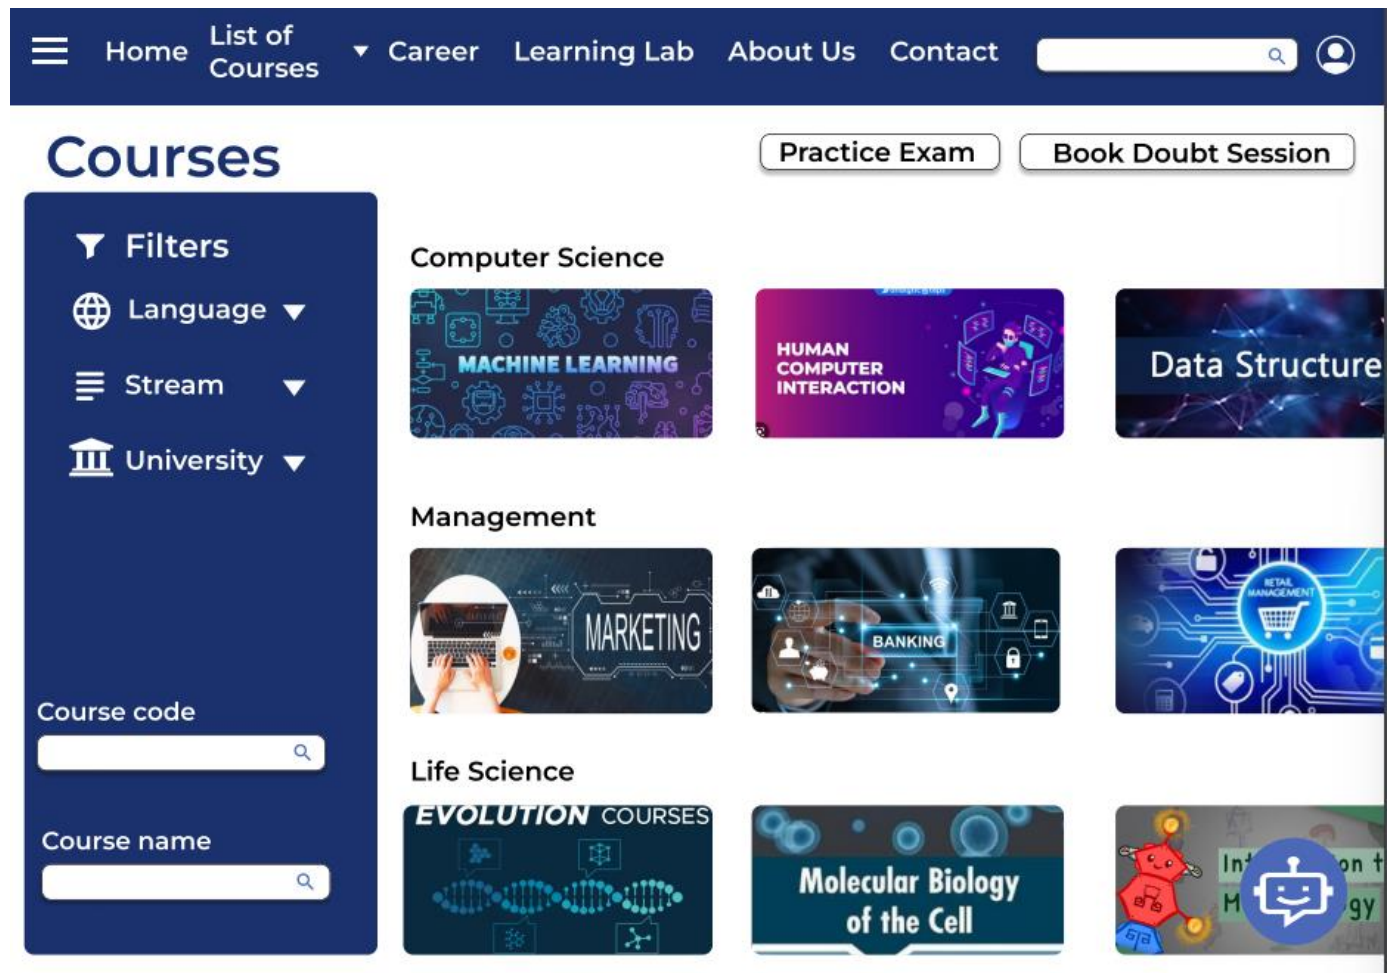 Home
List of
Courses
Career
Learning Lab
About Us
Contact
Courses
Practice Exam
Book Doubt Session
Filters
Language
Stream
University
Course code
Course name
Computer Science
MACHINE LEARNING
HUMAN
COMPUTER
INTERACTION
Data Structure
Management
MARKETING
BANKING
RETAIL
MANAGEMENT
Life Science
EVOLUTION COURSES
Molecular Biology
of the Cell